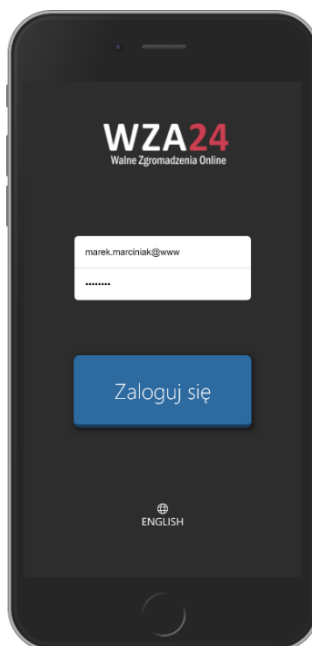 WZA24
Walne Zgromadzenia Online
marek.marciniak@www
••••••••
Zaloguj się
ENGLISH